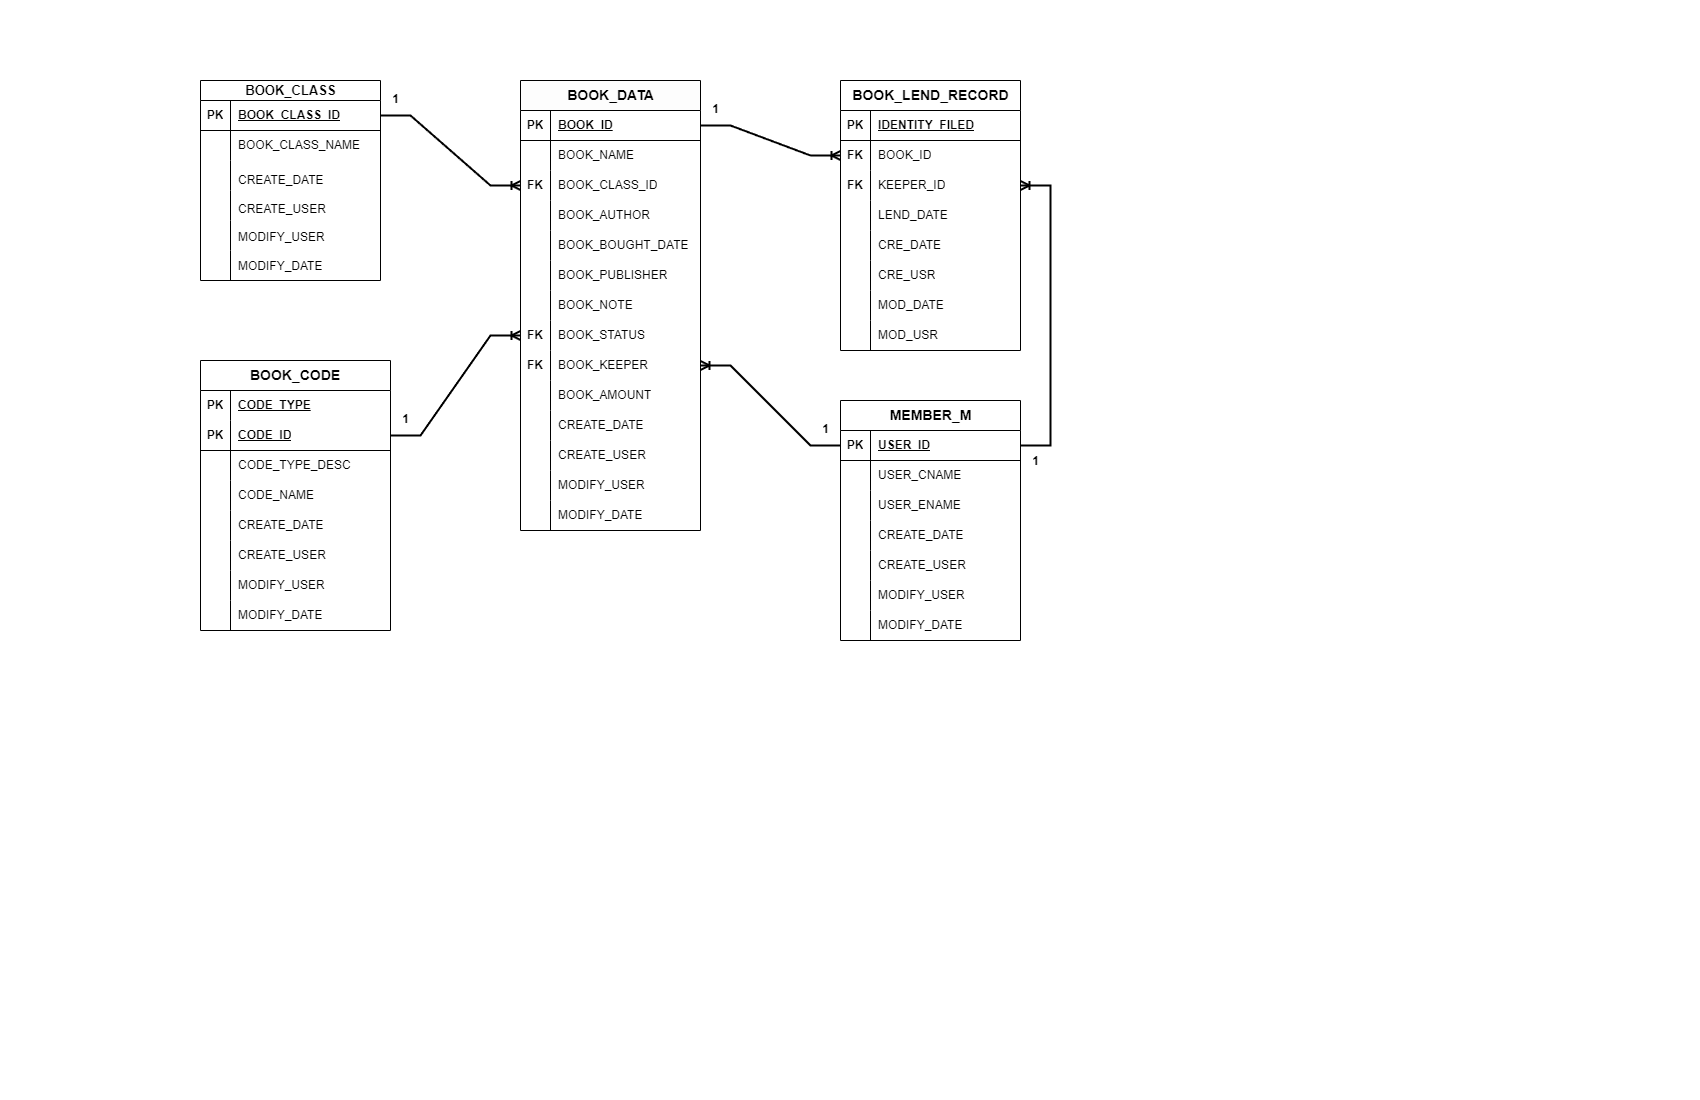 BOOK_CLASS
1
PK BOOK_CLASS_ID
BOOK_CLASS_NAME
CREATE_DATE
CREATE_USER
MODIFY_USER
MODIFY_DATE
BOOK_CODE
PK CODE_TYPE
1
PK CODE_ID
CODE_TYPE_DESC
CODE_NAME
CREATE_DATE
CREATE_USER
MODIFY_USER
MODIFY_DATE
BOOK_DATA
1
PK BOOK_ID
BOOK_NAME
FK BOOK_CLASS_ID
BOOK_AUTHOR
BOOK_BOUGHT_DATE
BOOK_PUBLISHER
BOOK_NOTE
FK BOOK_STATUS
FK BOOK_KEEPER
BOOK_AMOUNT
CREATE_DATE
CREATE_USER
MODIFY_USER
MODIFY_DATE
BOOK_LEND_RECORD
PK IDENTITY_FILED
FK BOOK_ID
FK KEEPER_ID
LEND_DATE
CRE_DATE
CRE_USR
MOD_DATE
MOD_USR
MEMBER_M
1
PK USER_ID
1
USER_CNAME
USER_ENAME
CREATE_DATE
CREATE_USER
MODIFY_USER
MODIFY_DATE